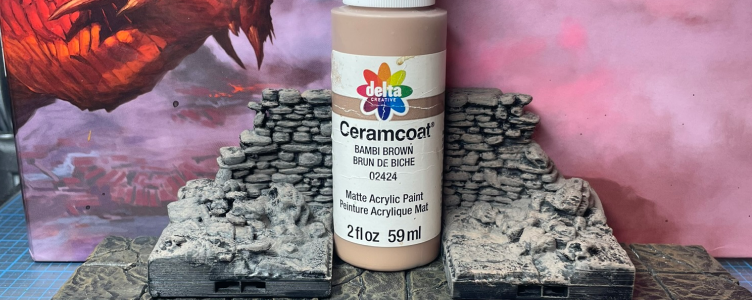 delta
CREATIVE
Ceramcoat®
BAMBI BROWN
BRUN DE BICHE
02424
Matte Acrylic Paint
Peinture Acrylique Mat
2 fl oz 59 ml